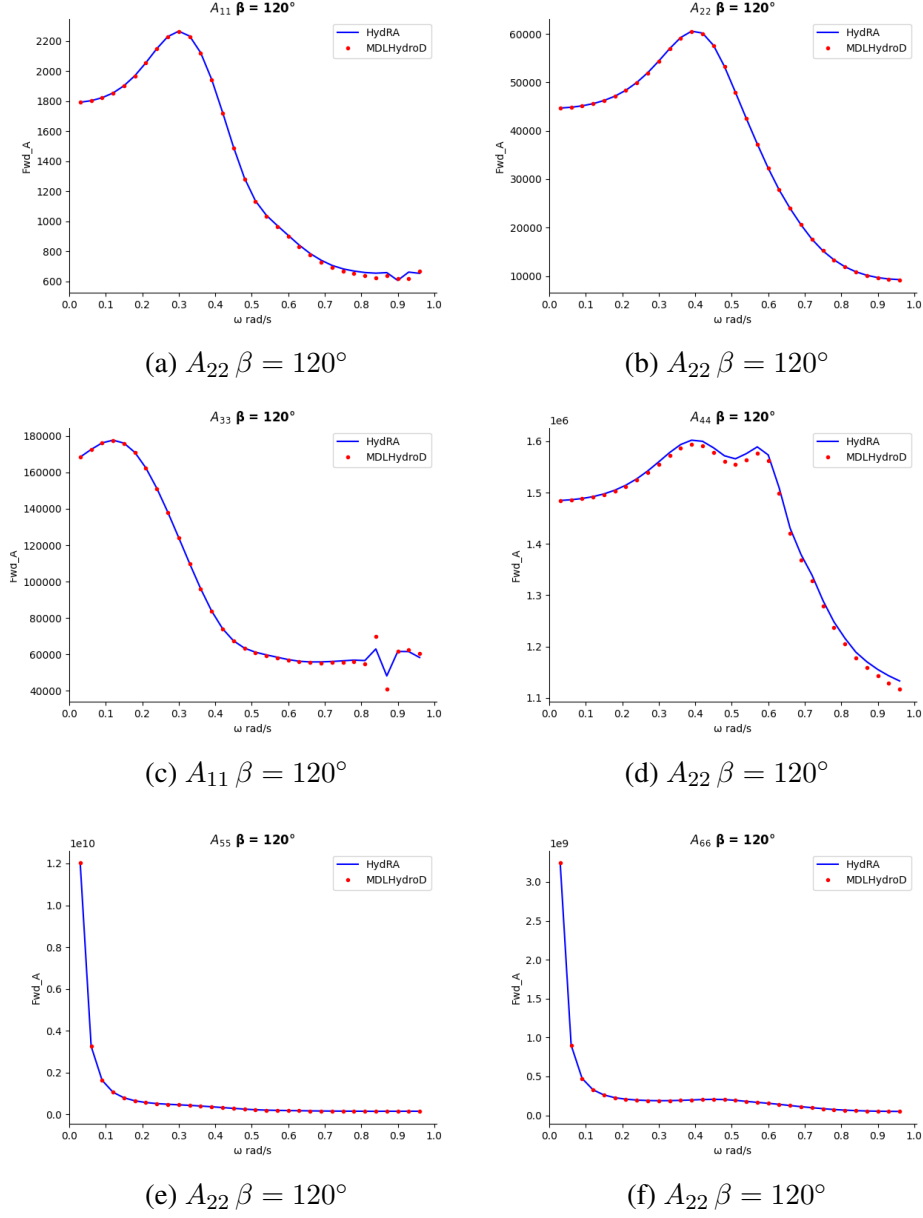 A₁₁ β = 120°
HydRA
MDLHydroD
Fwd_A
2200
2000
1800
1600
1400
1200
1000
800
600
0.0 0.1 0.2 0.3 0.4 0.5 0.6 0.7 0.8 0.9 1.0
ω rad/s
(a) A₂₂ β = 120°
A₂₂ β = 120°
HydRA
MDLHydroD
Fwd_A
60000
50000
40000
30000
20000
10000
0.0 0.1 0.2 0.3 0.4 0.5 0.6 0.7 0.8 0.9 1.0
ω rad/s
(b) A₂₂ β = 120°
A₃₃ β = 120°
HydRA
MDLHydroD
Fwd_A
180000
160000
140000
120000
100000
80000
60000
40000
0.0 0.1 0.2 0.3 0.4 0.5 0.6 0.7 0.8 0.9 1.0
ω rad/s
(c) A₁₁ β = 120°
A₄₄ β = 120°
1e6
HydRA
MDLHydroD
Fwd_A
1.6
1.5
1.4
1.3
1.2
1.1
0.0 0.1 0.2 0.3 0.4 0.5 0.6 0.7 0.8 0.9 1.0
ω rad/s
(d) A₂₂ β = 120°
A₅₅ β = 120°
1e10
HydRA
MDLHydroD
Fwd_A
1.2
1.0
0.8
0.6
0.4
0.2
0.0
0.0 0.1 0.2 0.3 0.4 0.5 0.6 0.7 0.8 0.9 1.0
ω rad/s
(e) A₂₂ β = 120°
A₆₆ β = 120°
1e9
HydRA
MDLHydroD
Fwd_A
3.0
2.5
2.0
1.5
1.0
0.5
0.0
0.0 0.1 0.2 0.3 0.4 0.5 0.6 0.7 0.8 0.9 1.0
ω rad/s
(f) A₂₂ β = 120°